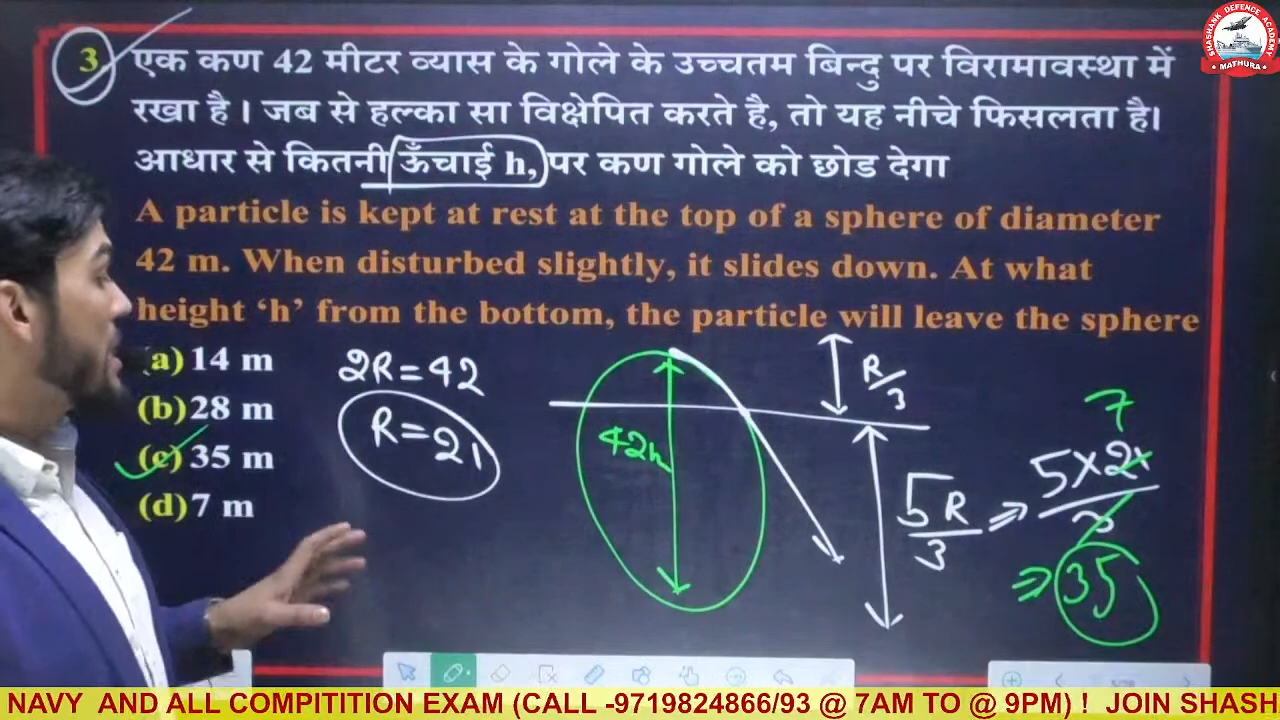 3 एक कण 42 मीटर व्यास के गोले के उच्चतम बिन्दु पर विरामावस्था में
रखा है। जब से हल्का सा विक्षेपित करते है, तो यह नीचे फिसलता है।
आधार से कितनी ऊँचाई h, पर कण गोले को छोड देगा
A particle is kept at rest at the top of a sphere of diameter
42 m. When disturbed slightly, it slides down. At what
height ‘h’ from the bottom, the particle will leave the sphere
(a) 14 m
(b) 28 m
(c) 35 m
(d) 7 m
2R = 42
R = 21
42m
R/3
5R/3 ⇒ 5×21/3
7
⇒ 35
SHASHANK DEFENCE ACADEMY
MATHURA
NAVY AND ALL COMPITITION EXAM (CALL -9719824866/93 @ 7AM TO @ 9PM) ! JOIN SHASH